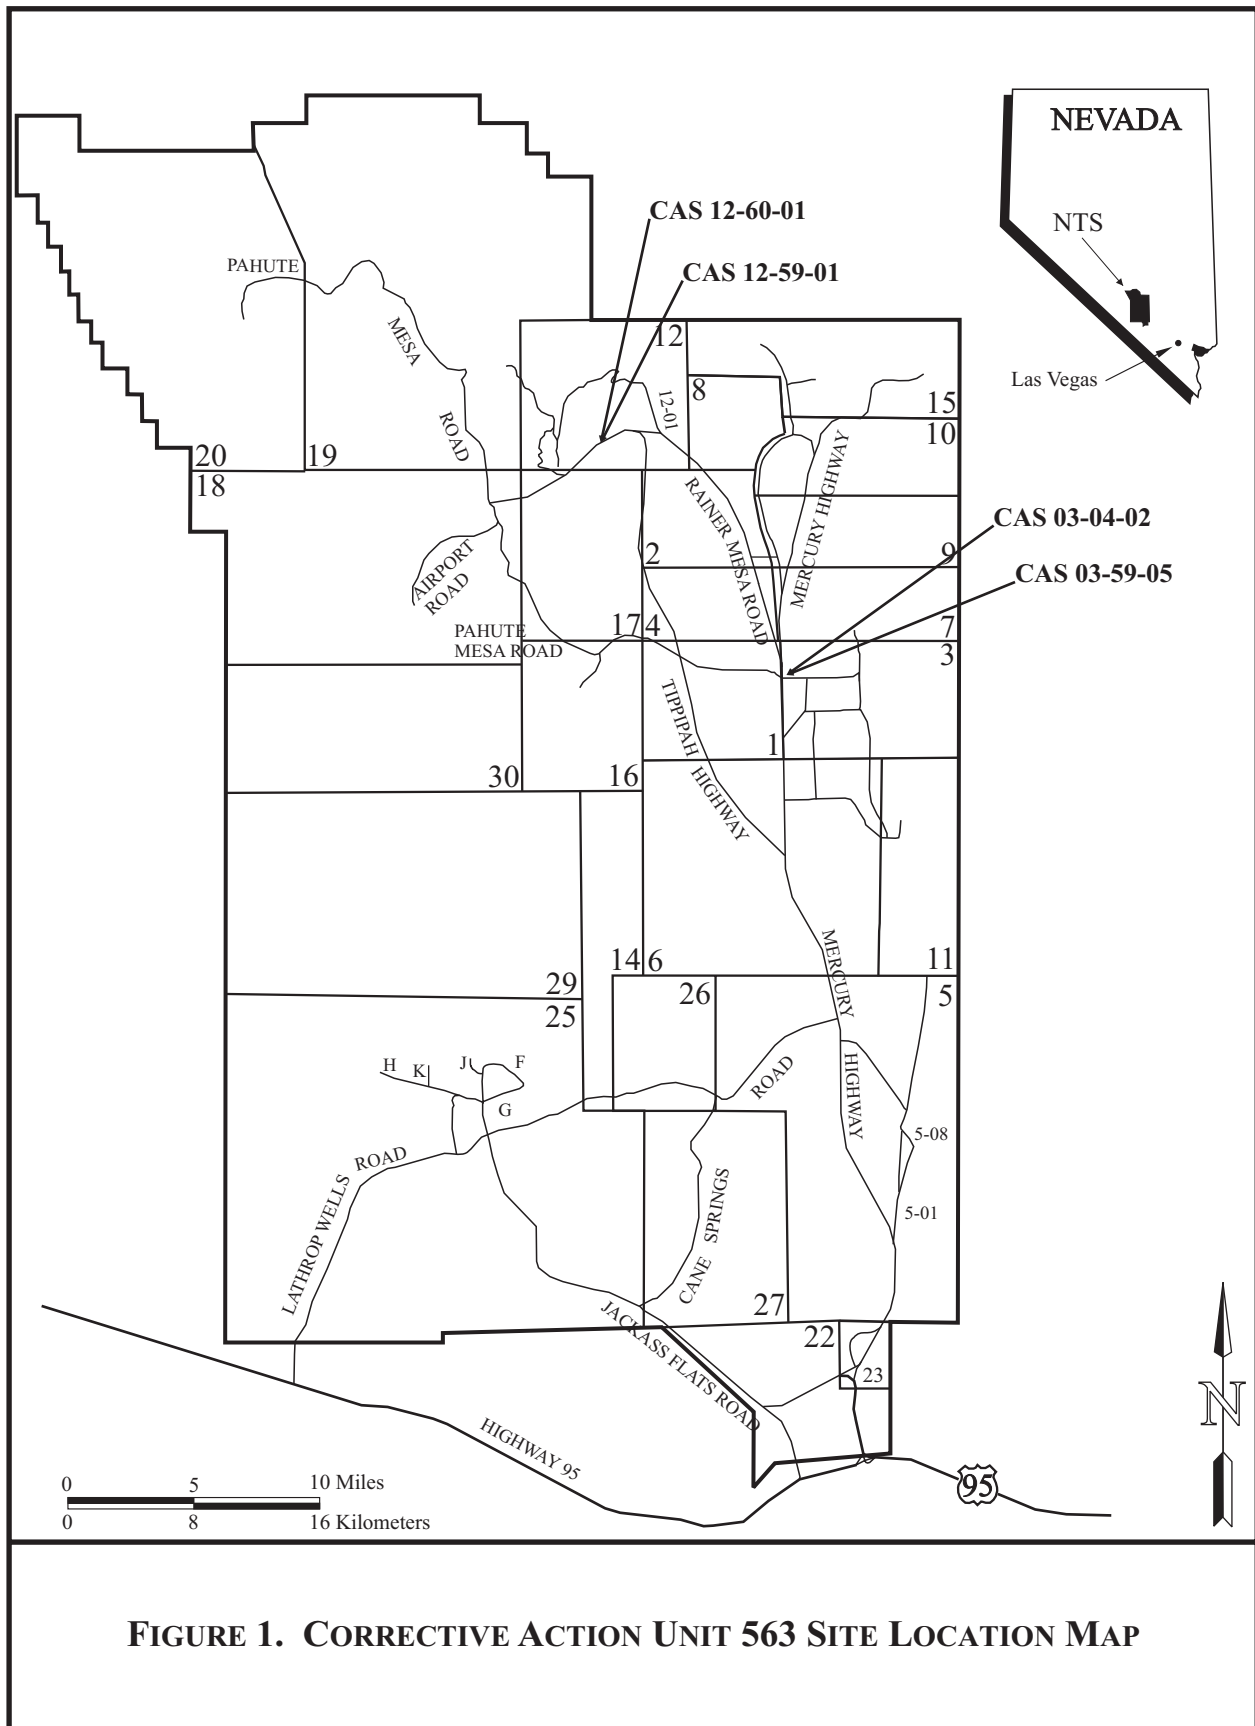 NEVADA
NTS
Las Vegas
CAS 12-60-01
CAS 12-59-01
PAHUTE
MESA
ROAD
12
12-01
8
15
10
20
19
18
MERCURY HIGHWAY
RAINER MESA ROAD
CAS 03-04-02
CAS 03-59-05
AIRPORT
ROAD
2
9
17
4
7
3
PAHUTE
MESA ROAD
TIPPIPAH HIGHWAY
1
30
16
14
6
11
MERCURY
HIGHWAY
29
25
26
5
H
K
J
F
G
ROAD
LATHROP WELLS ROAD
5-08
5-01
CANE SPRINGS
27
22
23
JACKASS FLATS ROAD
HIGHWAY 95
95
N
0 5 10 Miles
0 8 16 Kilometers
FIGURE 1. CORRECTIVE ACTION UNIT 563 SITE LOCATION MAP